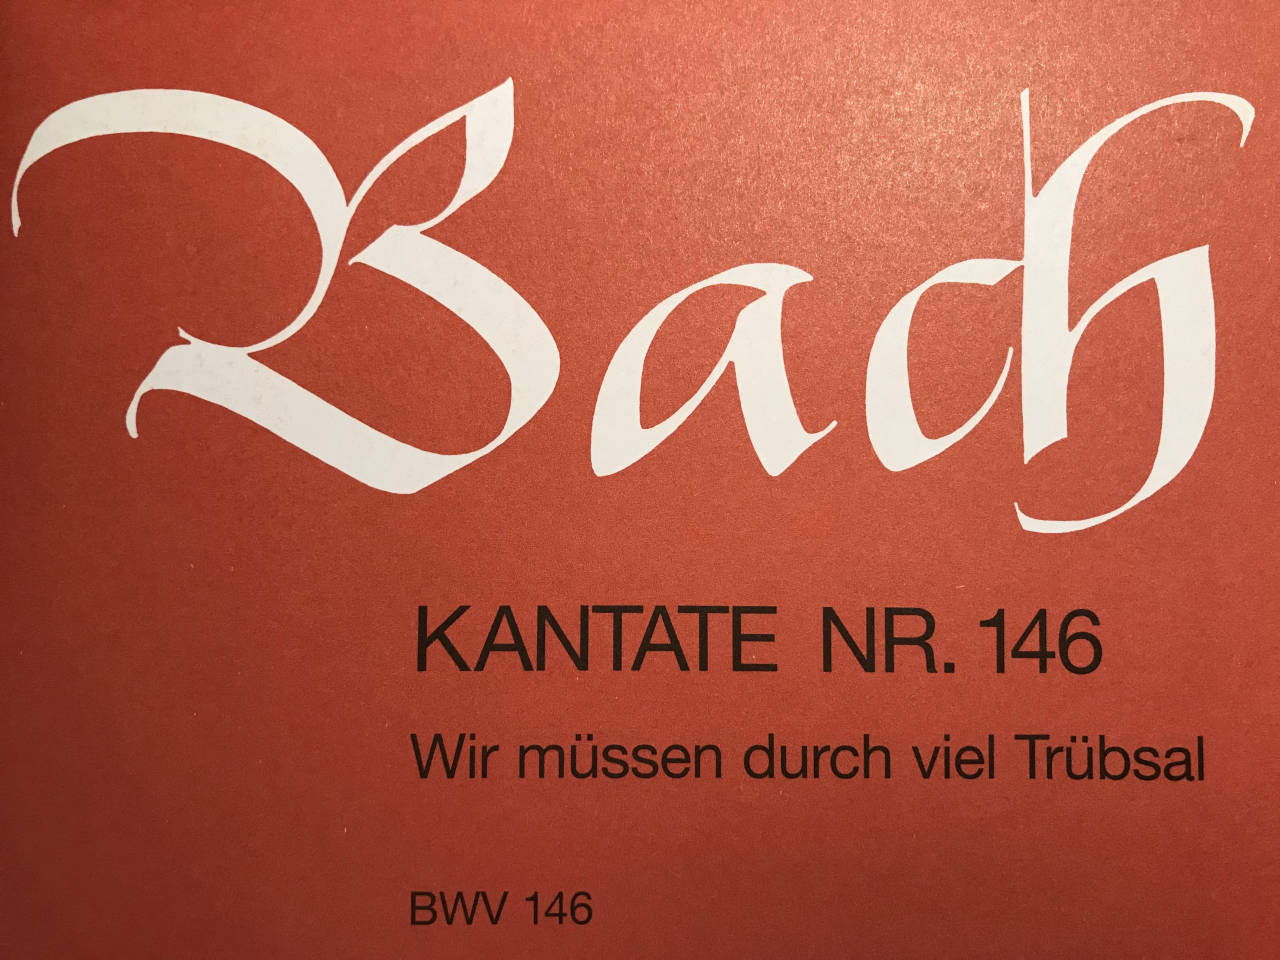 Bach
KANTATE NR. 146
Wir müssen durch viel Trübsal
BWV 146